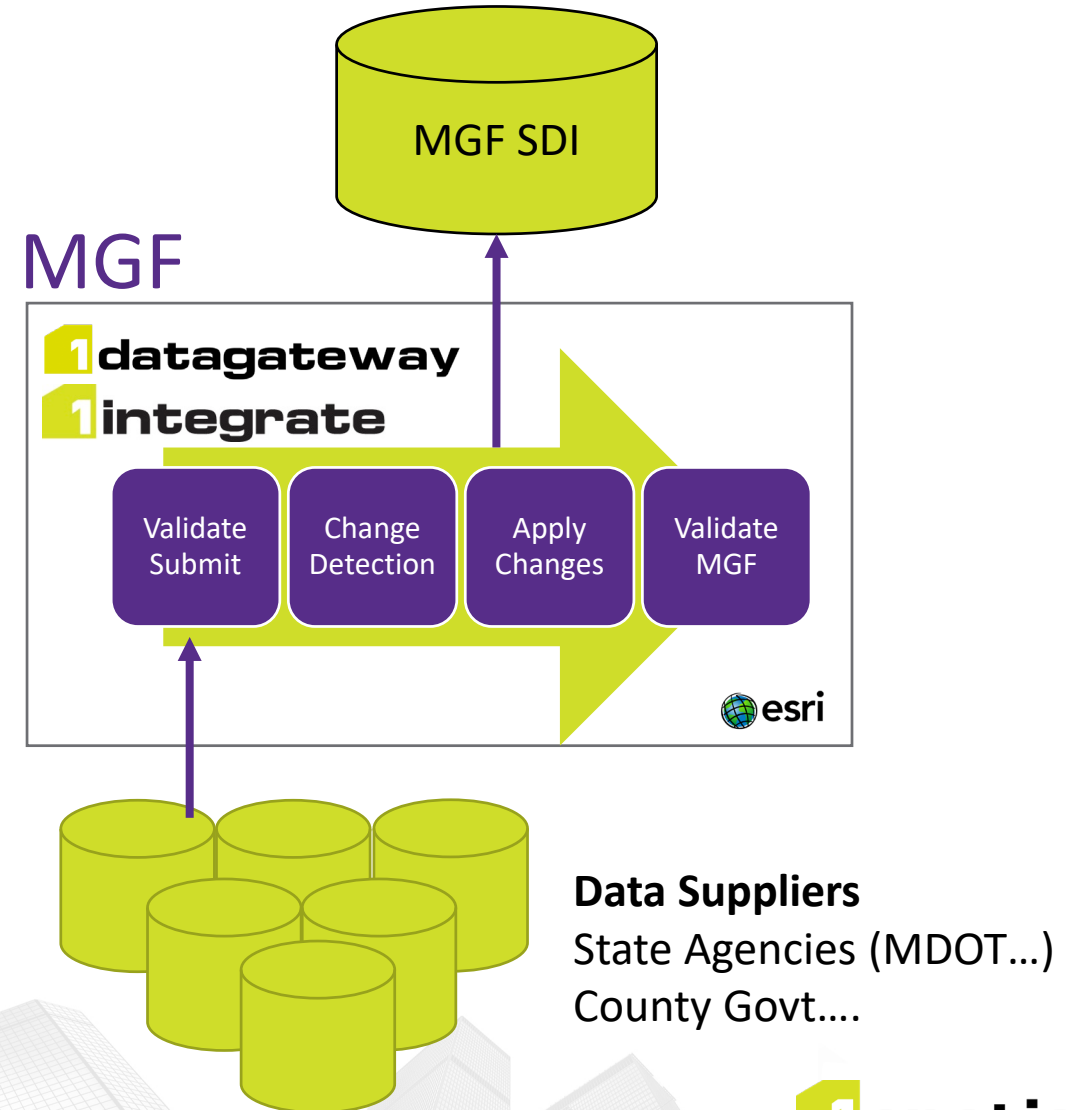 MGF SDI
MGF
1datagateway
1integrate
Validate
Submit
Change
Detection
Apply
Changes
Validate
MGF
esri
Data Suppliers
State Agencies (MDOT…)
County Govt….